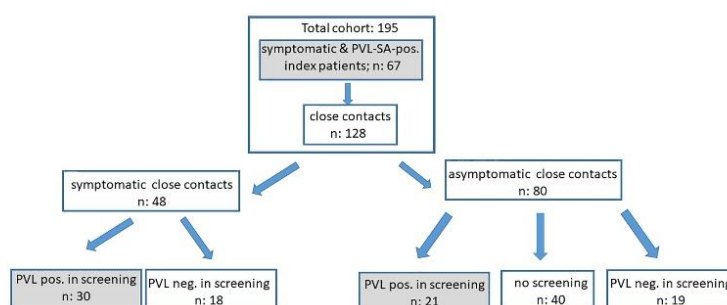 Total cohort: 195
symptomatic & PVL-SA-pos.
index patients; n: 67
close contacts
n: 128
symptomatic close contacts
n: 48
asymptomatic close contacts
n: 80
PVL pos. in screening
n: 30
PVL neg. in screening
n: 18
PVL pos. in screening
n: 21
no screening
n: 40
PVL neg. in screening
n: 19